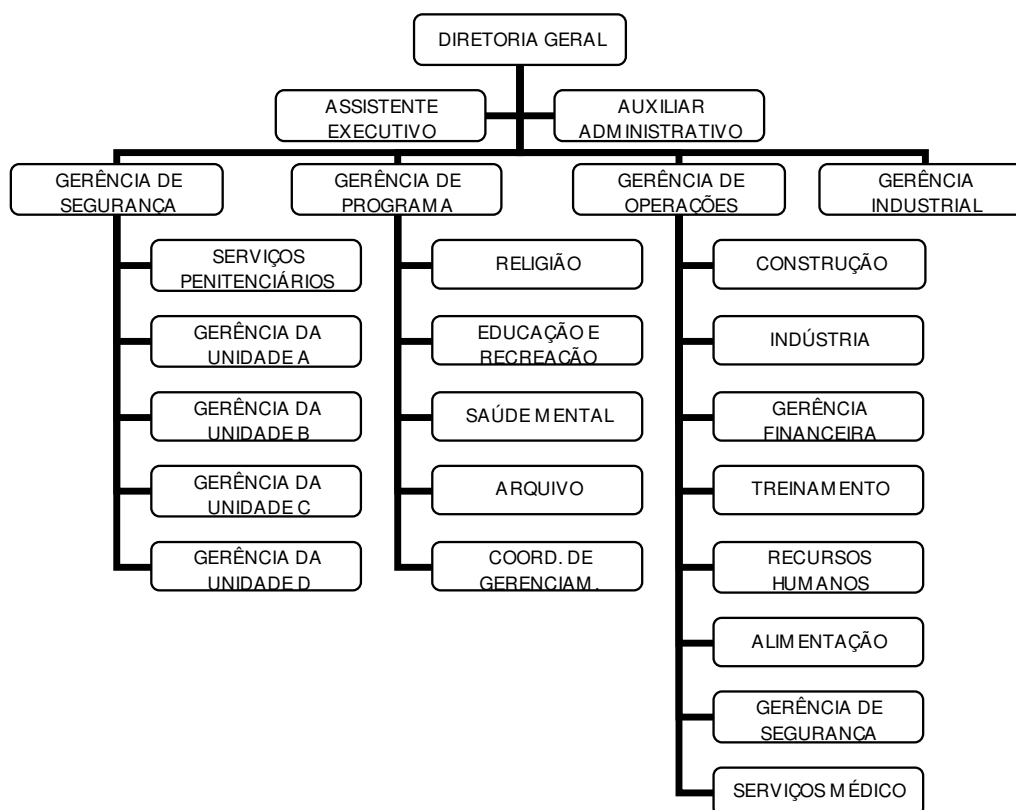 DIRETORIA GERAL
ASSISTENTE
EXECUTIVO
AUXILIAR
ADMINISTRATIVO
GERÊNCIA DE
SEGURANÇA
GERÊNCIA DE
PROGRAMA
GERÊNCIA DE
OPERAÇÕES
GERÊNCIA
INDUSTRIAL
SERVIÇOS
PENITENCIÁRIOS
GERÊNCIA DA
UNIDADE A
GERÊNCIA DA
UNIDADE B
GERÊNCIA DA
UNIDADE C
GERÊNCIA DA
UNIDADE D
RELIGIÃO
EDUCAÇÃO E
RECREAÇÃO
SAÚDE MENTAL
ARQUIVO
COORD. DE
GERENCIAM.
CONSTRUÇÃO
INDÚSTRIA
GERÊNCIA
FINANCEIRA
TREINAMENTO
RECURSOS
HUMANOS
ALIMENTAÇÃO
GERÊNCIA DE
SEGURANÇA
SERVIÇOS MÉDICO